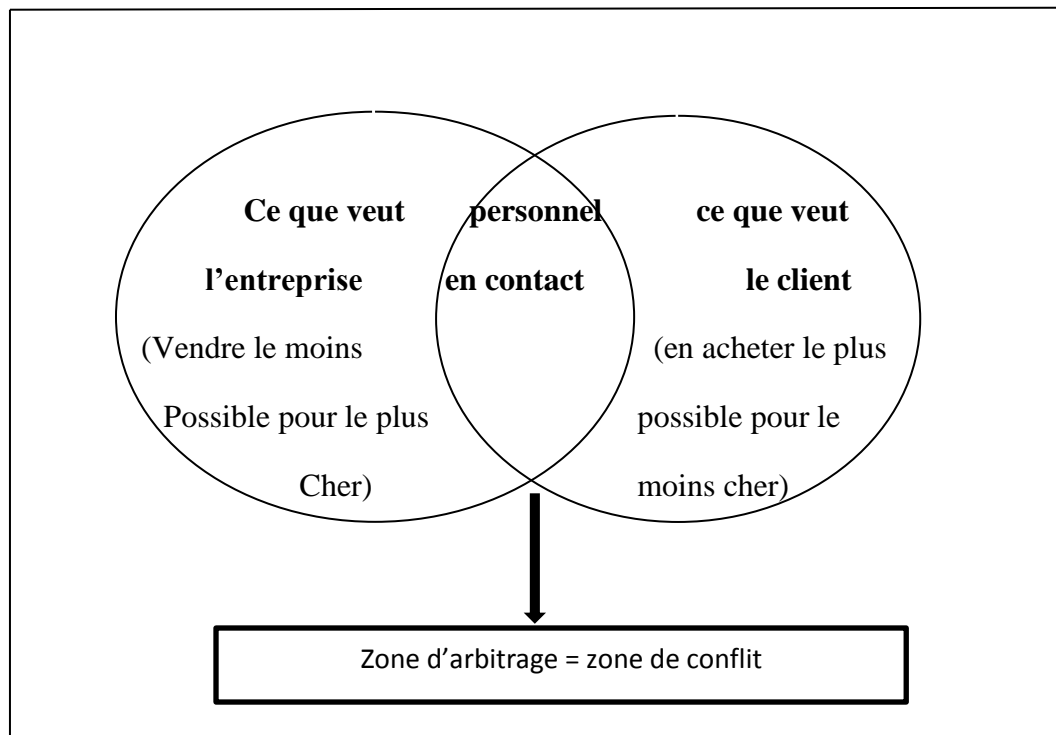 Ce que veut personnel ce que veut
l’entreprise en contact le client
(Vendre le moins (en acheter le plus
Possible pour le plus possible pour le
Cher) moins cher)
Zone d’arbitrage = zone de conflit